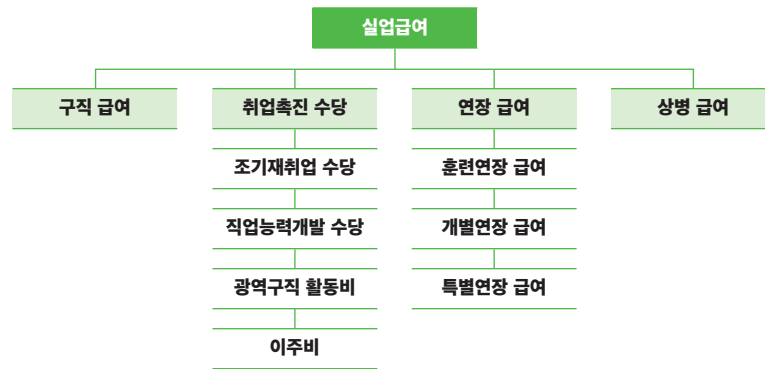 실업급여
구직 급여
취업촉진 수당
연장 급여
상병 급여
조기재취업 수당
훈련연장 급여
직업능력개발 수당
개별연장 급여
광역구직 활동비
특별연장 급여
이주비